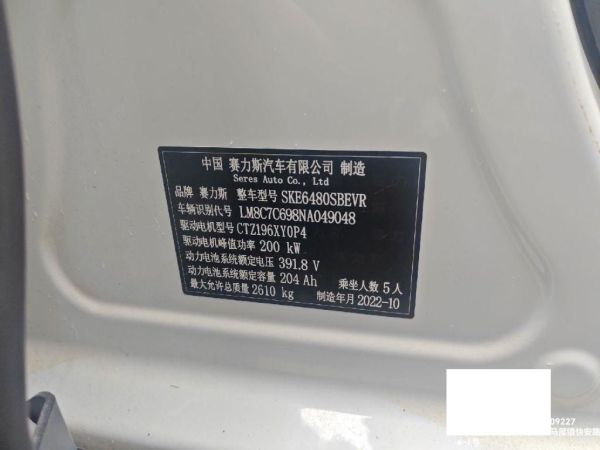 中国 赛力斯汽车有限公司 制造
Seres Auto Co., Ltd
品牌 赛力斯 整车型号 SKE6480SBEVR
车辆识别代号 LM8C7C698NA049048
驱动电机型号 CTZ196XY0P4
驱动电机峰值功率 200 kW
动力电池系统额定电压 391.8 V
动力电池系统额定容量 204 Ah 乘坐人数 5 人
最大允许总质量 2610 kg 制造年月 2022-10
09227